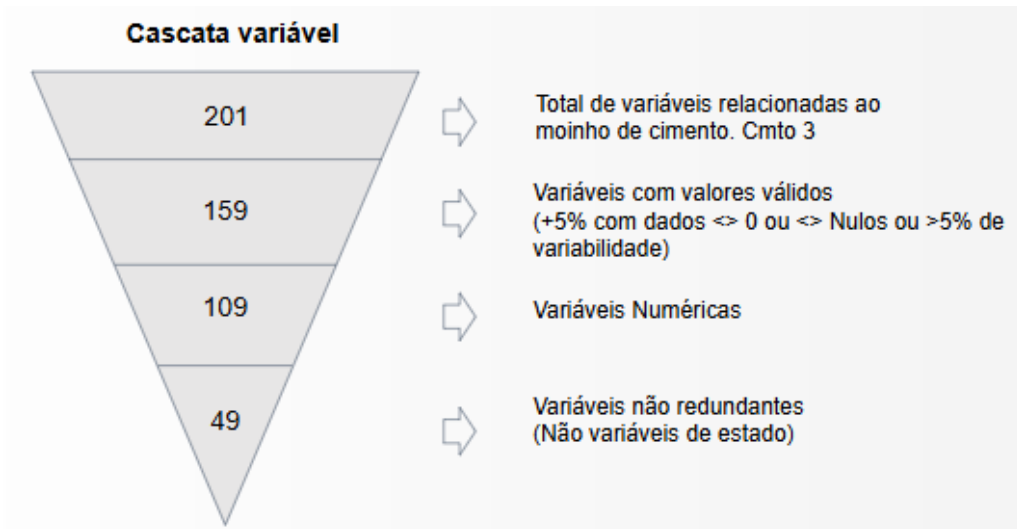 Cascata variável
201
Total de variáveis relacionadas ao
moinho de cimento. Cmto 3
159
Variáveis com valores válidos
(+5% com dados <> 0 ou <> Nulos ou >5% de
variabilidade)
109
Variáveis Numéricas
49
Variáveis não redundantes
(Não variáveis de estado)